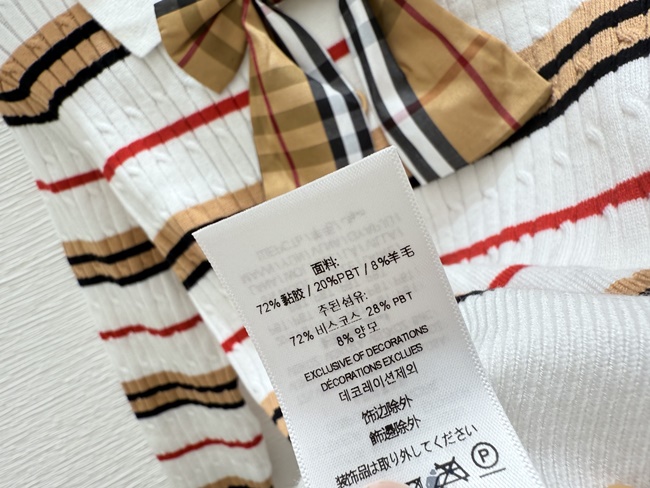 面料:
72%黏胶 / 20%PBT / 8%羊毛
주된섬유:
72% 비스코스 28% PBT
8% 양모
EXCLUSIVE OF DECORATIONS
DÉCORATIONS EXCLUES
데코레이션제외
饰边除外
飾邊除外
装飾品は取り外してください
P